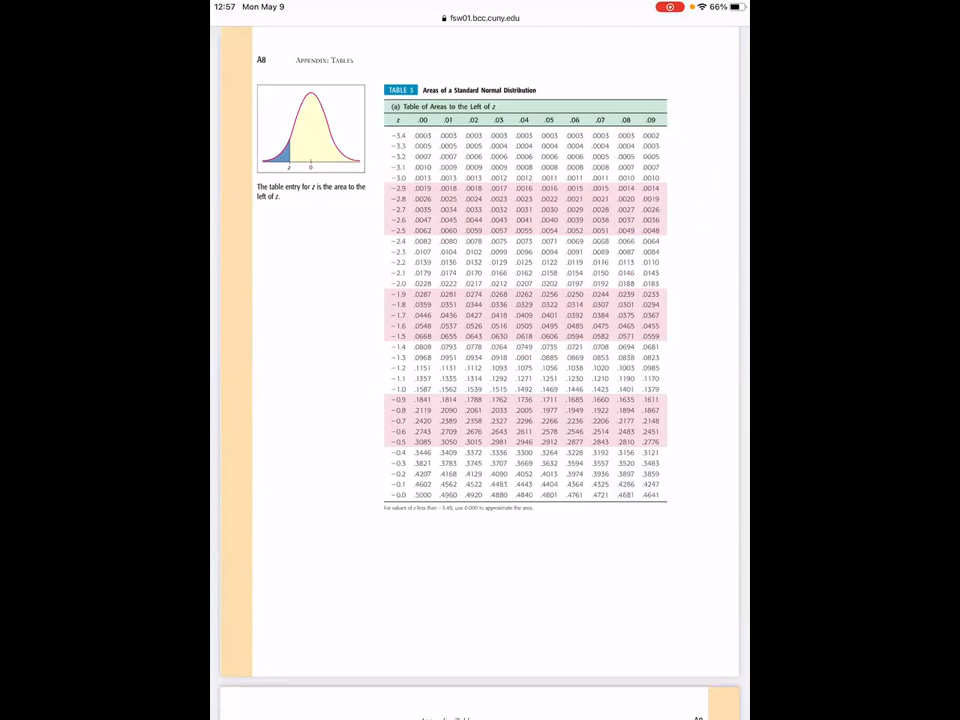 12:57 Mon May 9
66%
fsw01.bcc.cuny.edu
A8 APPENDIX: TABLES
TABLE 3 Areas of a Standard Normal Distribution
(a) Table of Areas to the Left of z
z .00 .01 .02 .03 .04 .05 .06 .07 .08 .09
−3.4 .0003 .0003 .0003 .0003 .0003 .0003 .0003 .0003 .0003 .0002
−3.3 .0005 .0005 .0005 .0004 .0004 .0004 .0004 .0004 .0004 .0003
−3.2 .0007 .0007 .0006 .0006 .0006 .0006 .0006 .0005 .0005 .0005
−3.1 .0010 .0009 .0009 .0009 .0008 .0008 .0008 .0008 .0007 .0007
−3.0 .0013 .0013 .0013 .0012 .0012 .0011 .0011 .0011 .0010 .0010
−2.9 .0019 .0018 .0018 .0017 .0016 .0016 .0015 .0015 .0014 .0014
−2.8 .0026 .0025 .0024 .0023 .0023 .0022 .0021 .0021 .0020 .0019
−2.7 .0035 .0034 .0033 .0032 .0031 .0030 .0029 .0028 .0027 .0026
−2.6 .0047 .0045 .0044 .0043 .0041 .0040 .0039 .0038 .0037 .0036
−2.5 .0062 .0060 .0059 .0057 .0055 .0054 .0052 .0051 .0049 .0048
−2.4 .0082 .0080 .0078 .0075 .0073 .0071 .0069 .0068 .0066 .0064
−2.3 .0107 .0104 .0102 .0099 .0096 .0094 .0091 .0089 .0087 .0084
−2.2 .0139 .0136 .0132 .0129 .0125 .0122 .0119 .0116 .0113 .0110
−2.1 .0179 .0174 .0170 .0166 .0162 .0158 .0154 .0150 .0146 .0143
−2.0 .0228 .0222 .0217 .0212 .0207 .0202 .0197 .0192 .0188 .0183
−1.9 .0287 .0281 .0274 .0268 .0262 .0256 .0250 .0244 .0239 .0233
−1.8 .0359 .0351 .0344 .0336 .0329 .0322 .0314 .0307 .0301 .0294
−1.7 .0446 .0436 .0427 .0418 .0409 .0401 .0392 .0384 .0375 .0367
−1.6 .0548 .0537 .0526 .0516 .0505 .0495 .0485 .0475 .0465 .0455
−1.5 .0668 .0655 .0643 .0630 .0618 .0606 .0594 .0582 .0571 .0559
−1.4 .0808 .0793 .0778 .0764 .0749 .0735 .0721 .0708 .0694 .0681
−1.3 .0968 .0951 .0934 .0918 .0901 .0885 .0869 .0853 .0838 .0823
−1.2 .1151 .1131 .1112 .1093 .1075 .1056 .1038 .1020 .1003 .0985
−1.1 .1357 .1335 .1314 .1292 .1271 .1251 .1230 .1210 .1190 .1170
−1.0 .1587 .1562 .1539 .1515 .1492 .1469 .1446 .1423 .1401 .1379
−0.9 .1841 .1814 .1788 .1762 .1736 .1711 .1685 .1660 .1635 .1611
−0.8 .2119 .2090 .2061 .2033 .2005 .1977 .1949 .1922 .1894 .1867
−0.7 .2420 .2389 .2358 .2327 .2296 .2266 .2236 .2206 .2177 .2148
−0.6 .2743 .2709 .2676 .2643 .2611 .2578 .2546 .2514 .2483 .2451
−0.5 .3085 .3050 .3015 .2981 .2946 .2912 .2877 .2843 .2810 .2776
−0.4 .3446 .3409 .3372 .3336 .3300 .3264 .3228 .3192 .3156 .3121
−0.3 .3821 .3783 .3745 .3707 .3669 .3632 .3594 .3557 .3520 .3483
−0.2 .4207 .4168 .4129 .4090 .4052 .4013 .3974 .3936 .3897 .3859
−0.1 .4602 .4562 .4522 .4483 .4443 .4404 .4364 .4325 .4286 .4247
−0.0 .5000 .4960 .4920 .4880 .4840 .4801 .4761 .4721 .4681 .4641
For values of z less than −3.49, use 0.000 to approximate the area.
z 0
The table entry for z is the area to the
left of z.